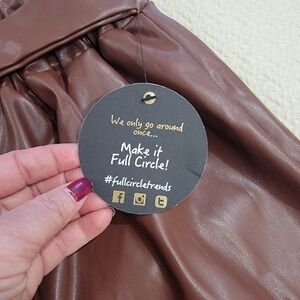 We only go around
once...
Make it
Full Circle!
#fullcircletrends